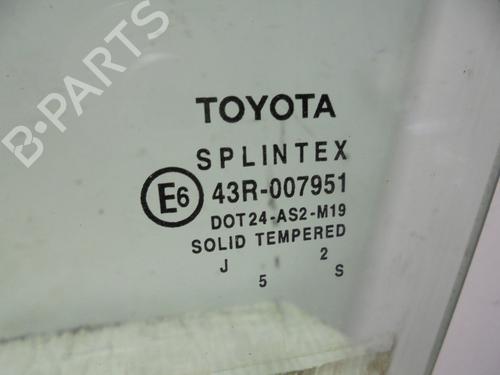 B-PARTS
TOYOTA
SPLINTEX
E6 43R-007951
DOT24-AS2-M19
SOLID TEMPERED
J 2
5 S